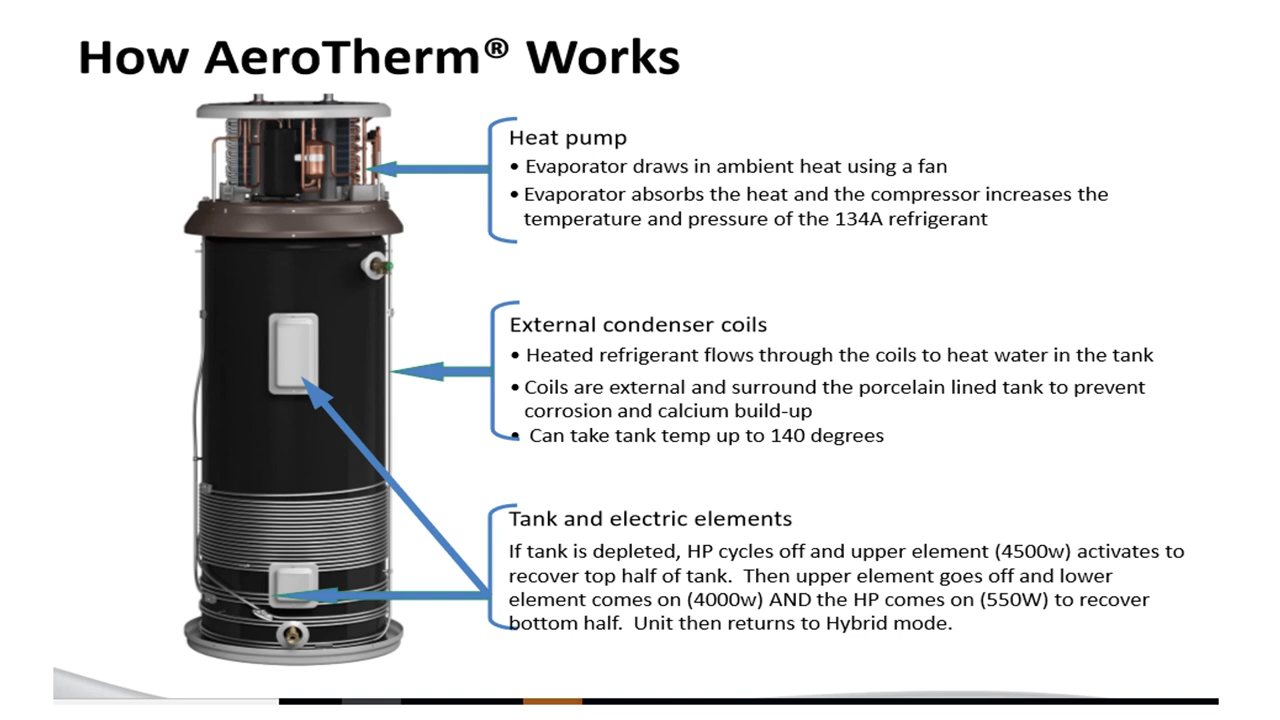 How AeroTherm® Works
Heat pump
• Evaporator draws in ambient heat using a fan
• Evaporator absorbs the heat and the compressor increases the
temperature and pressure of the 134A refrigerant
External condenser coils
• Heated refrigerant flows through the coils to heat water in the tank
• Coils are external and surround the porcelain lined tank to prevent
corrosion and calcium build-up
• Can take tank temp up to 140 degrees
Tank and electric elements
If tank is depleted, HP cycles off and upper element (4500w) activates to
recover top half of tank.  Then upper element goes off and lower
element comes on (4000w) AND the HP comes on (550W) to recover
bottom half.  Unit then returns to Hybrid mode.